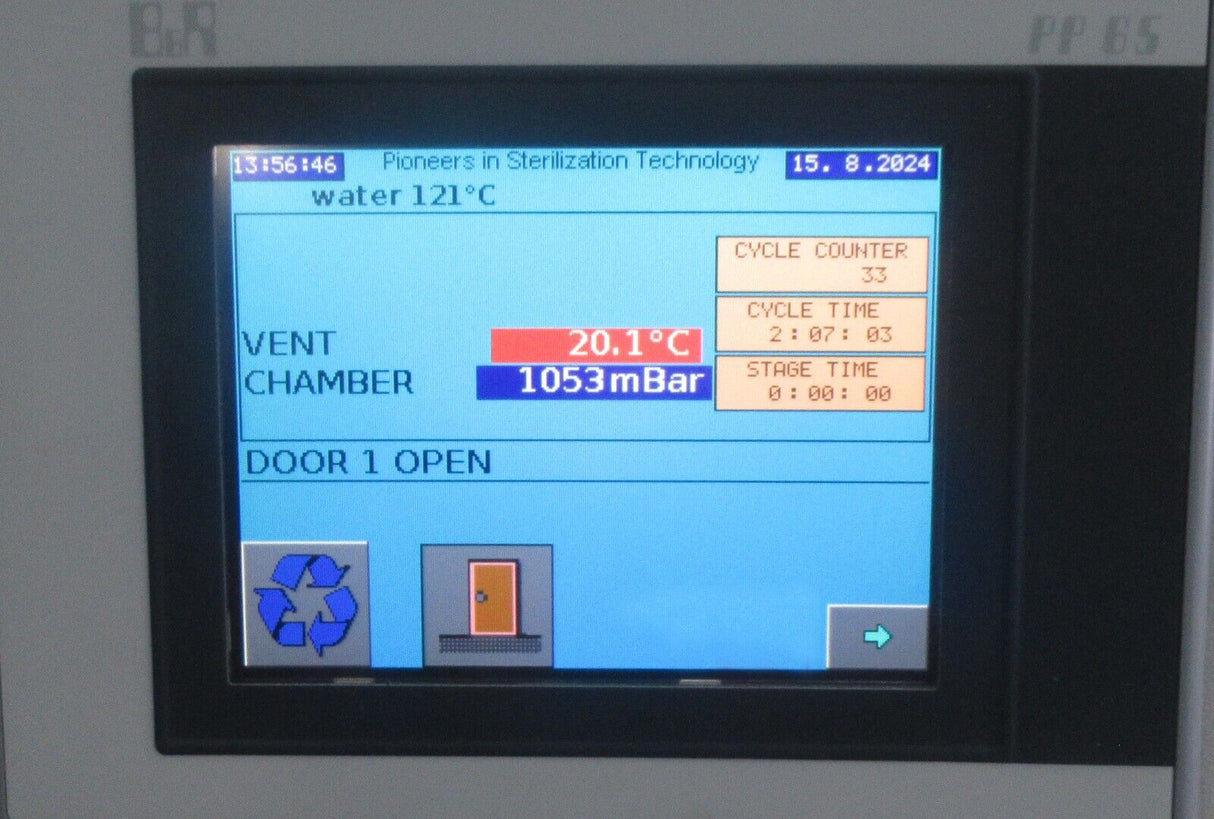 B&R
PP 65
13:56:46
Pioneers in Sterilization Technology
15. 8.2024
water 121°C
CYCLE COUNTER
33
CYCLE TIME
2: 07: 03
VENT
20.1°C
CHAMBER
1053mBar
STAGE TIME
0: 00: 00
DOOR 1 OPEN